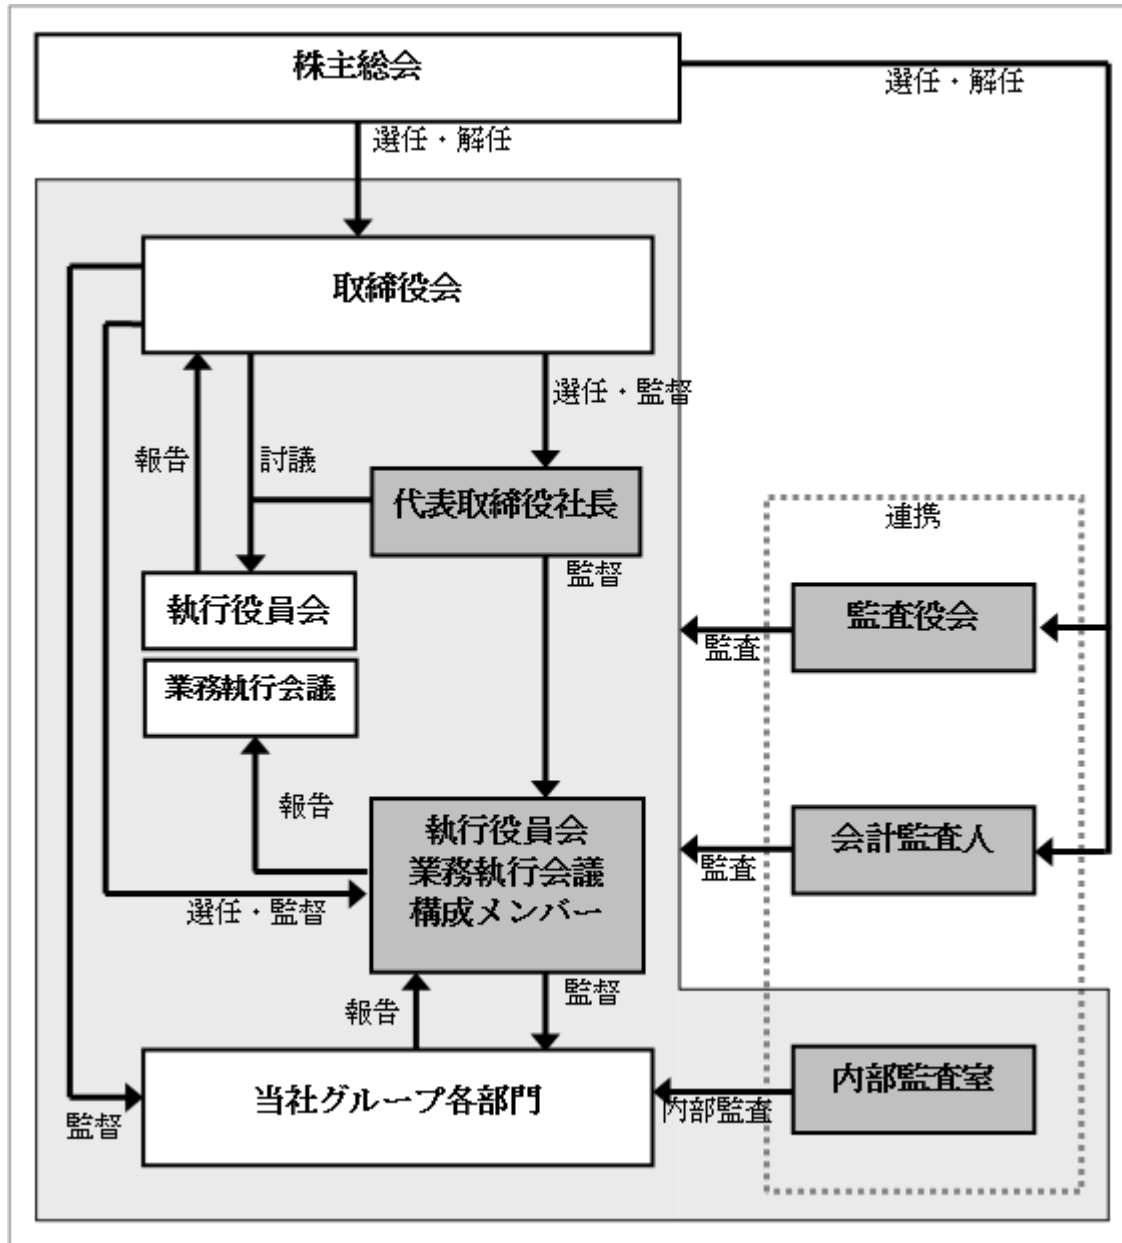 株主総会
選任・解任
選任・解任
取締役会
選任・監督
報告
討議
代表取締役社長
連携
監督
執行役員会
監査役会
監査
業務執行会議
報告
執行役員会
業務執行会議
構成メンバー
会計監査人
監査
選任・監督
監督
報告
当社グループ各部門
内部監査室
内部監査
監督